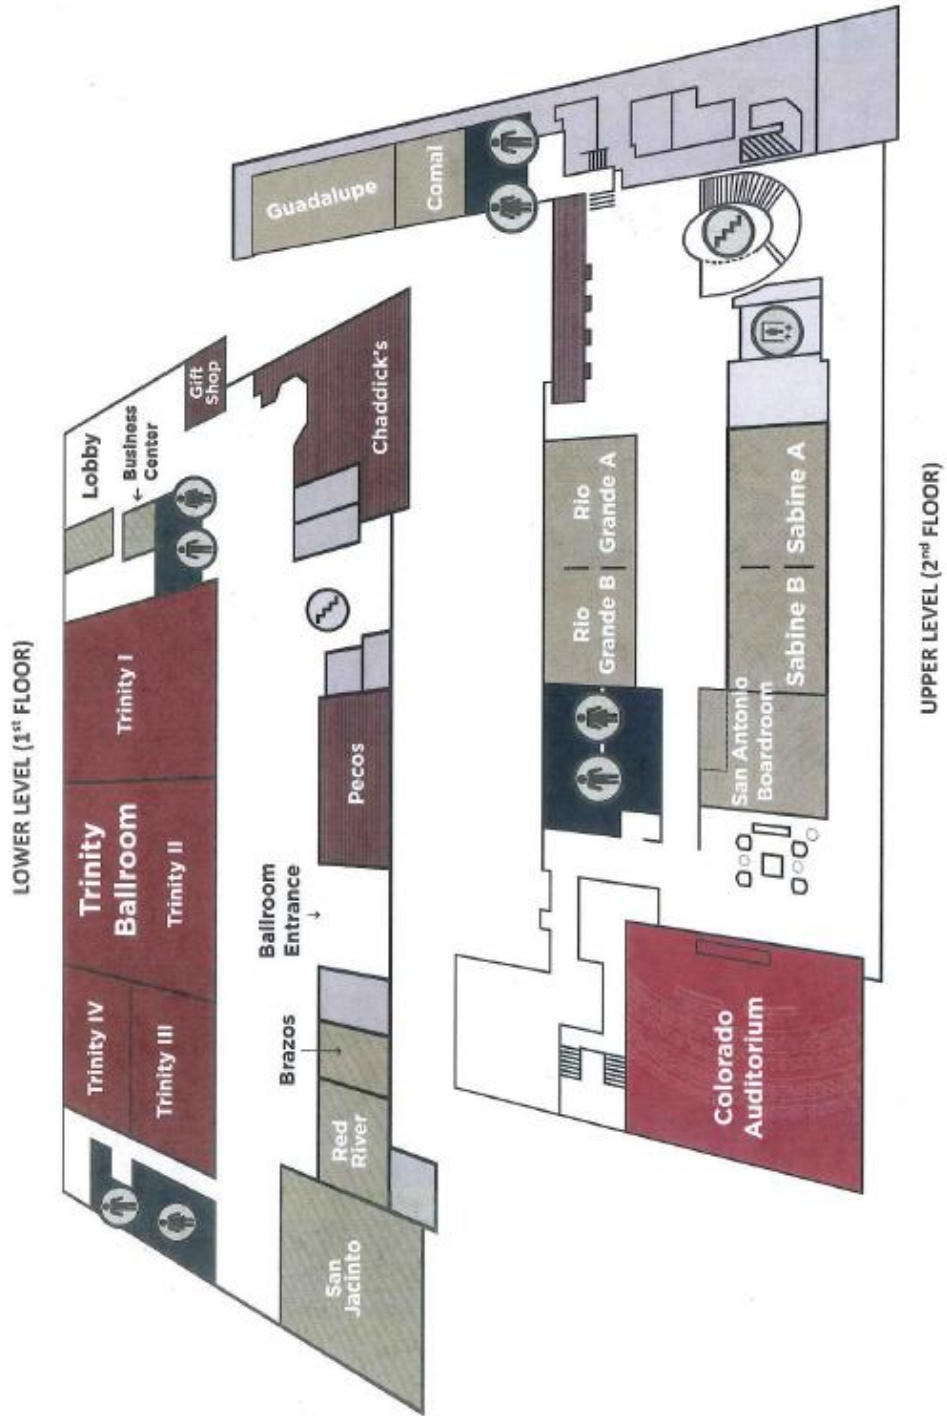 LOWER LEVEL (1st FLOOR)
Trinity IV
Trinity III
Trinity
Ballroom
Trinity II
Trinity I
Lobby
← Business
Center
Gift
Shop
San
Jacinto
Red
River
Brazos
Ballroom
Entrance
Pecos
Chaddick's
Guadalupe
Comal
Rio
Grande B
Rio
Grande A
Colorado
Auditorium
San Antonio
Boardroom
Sabine B
Sabine A
UPPER LEVEL (2nd FLOOR)